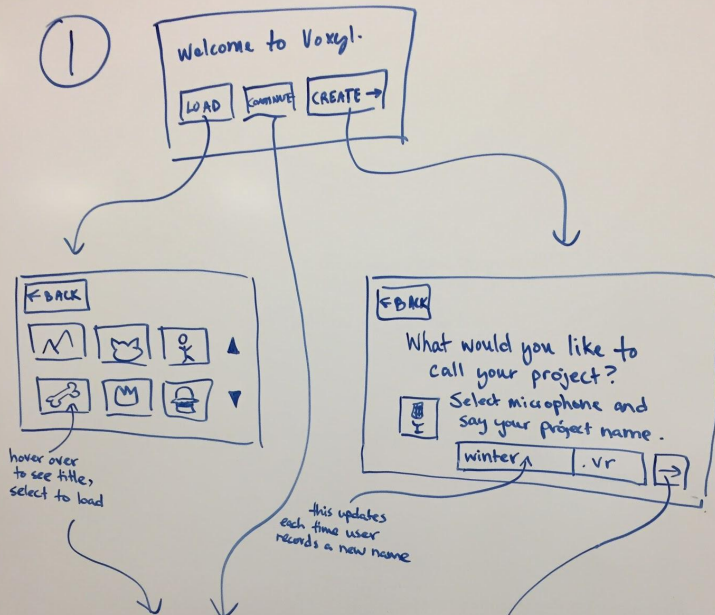 1
Welcome to Voxyl.
LOAD
CONTINUE
CREATE →
← BACK
hover over
to see title,
select to load
← BACK
What would you like to
call your project?
Select microphone and
say your project name.
winter
.vr
→
this updates
each time user
records a new name